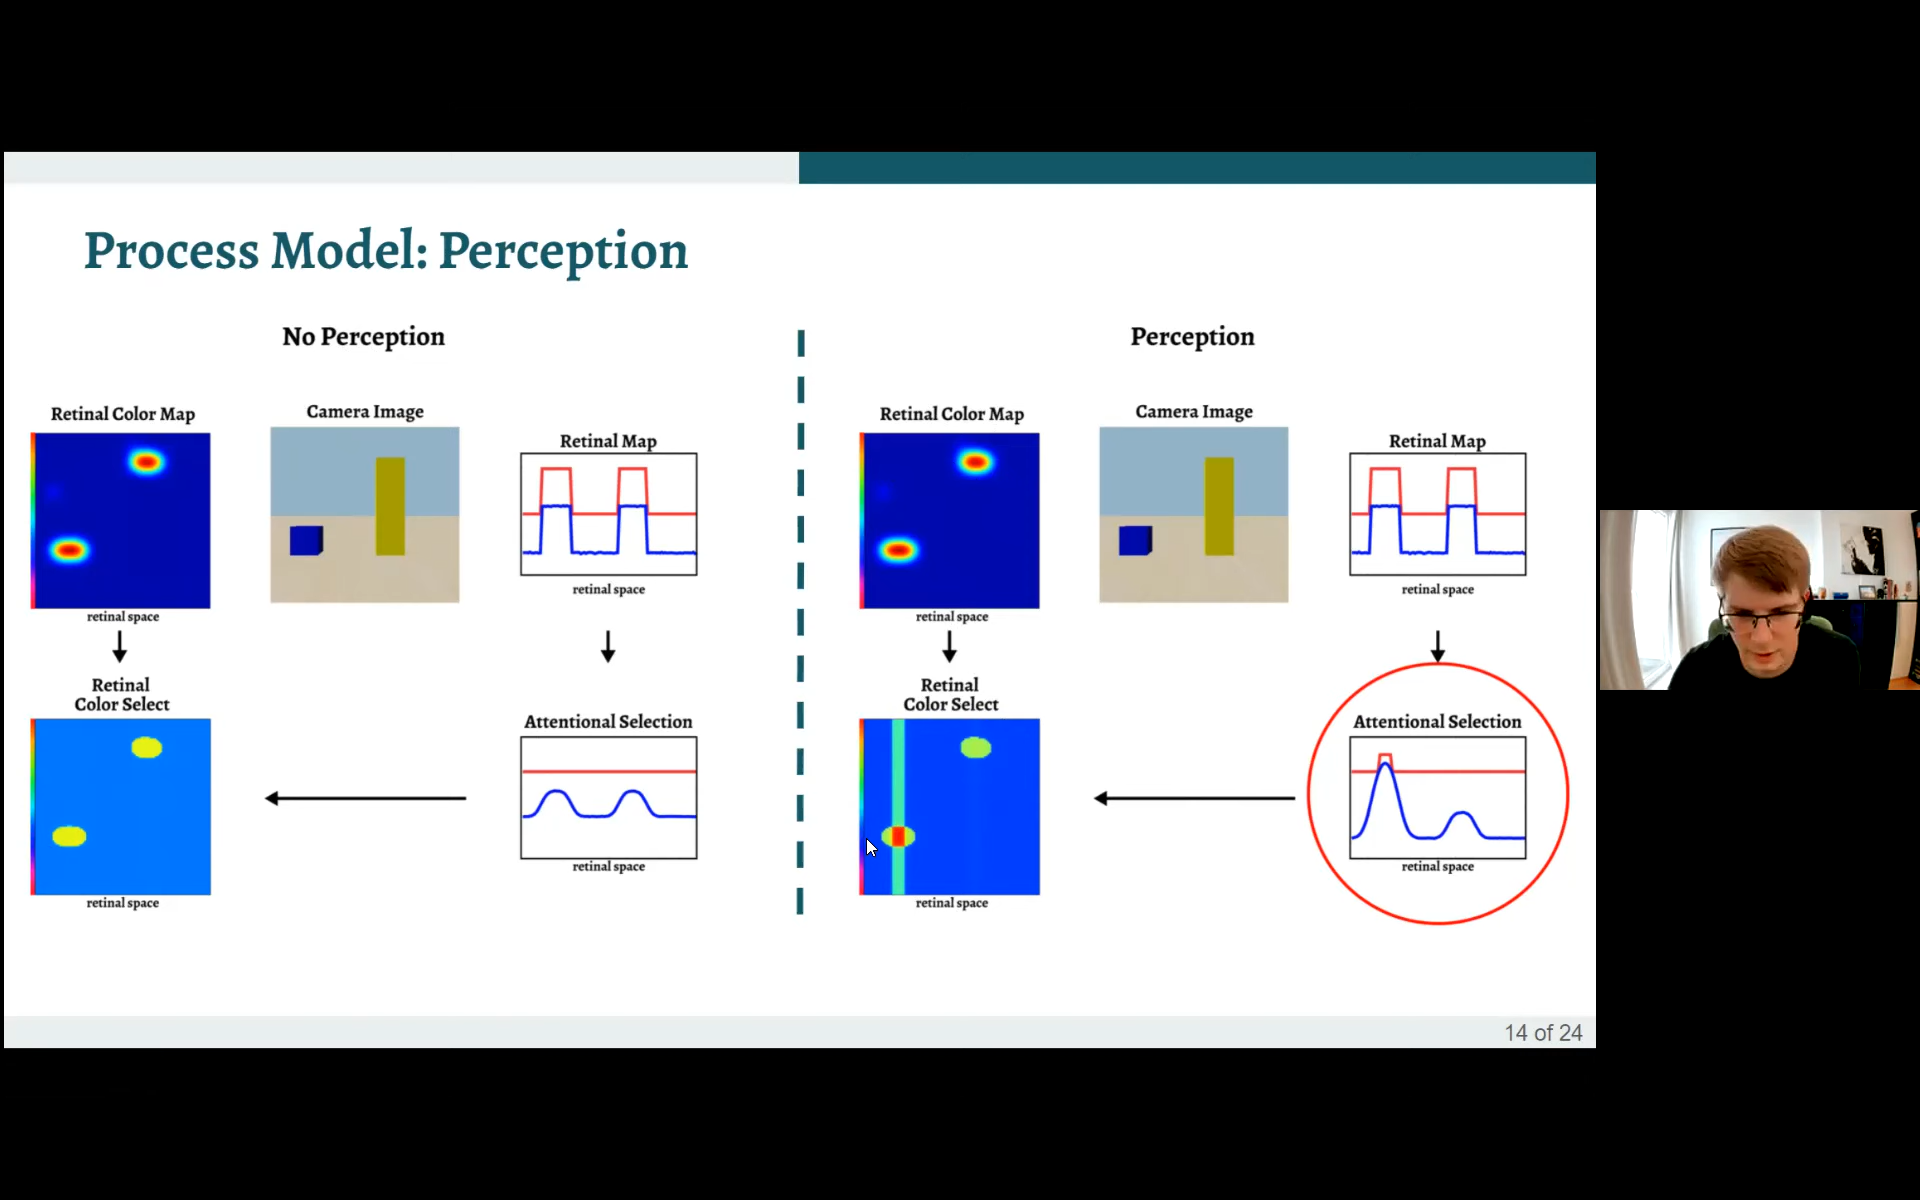 Process Model: Perception
No Perception
Retinal Color Map
Camera Image
Retinal Map
retinal space
retinal space
Retinal
Color Select
Attentional Selection
retinal space
retinal space
Perception
Retinal Color Map
Camera Image
Retinal Map
retinal space
retinal space
Retinal
Color Select
Attentional Selection
retinal space
retinal space
14 of 24